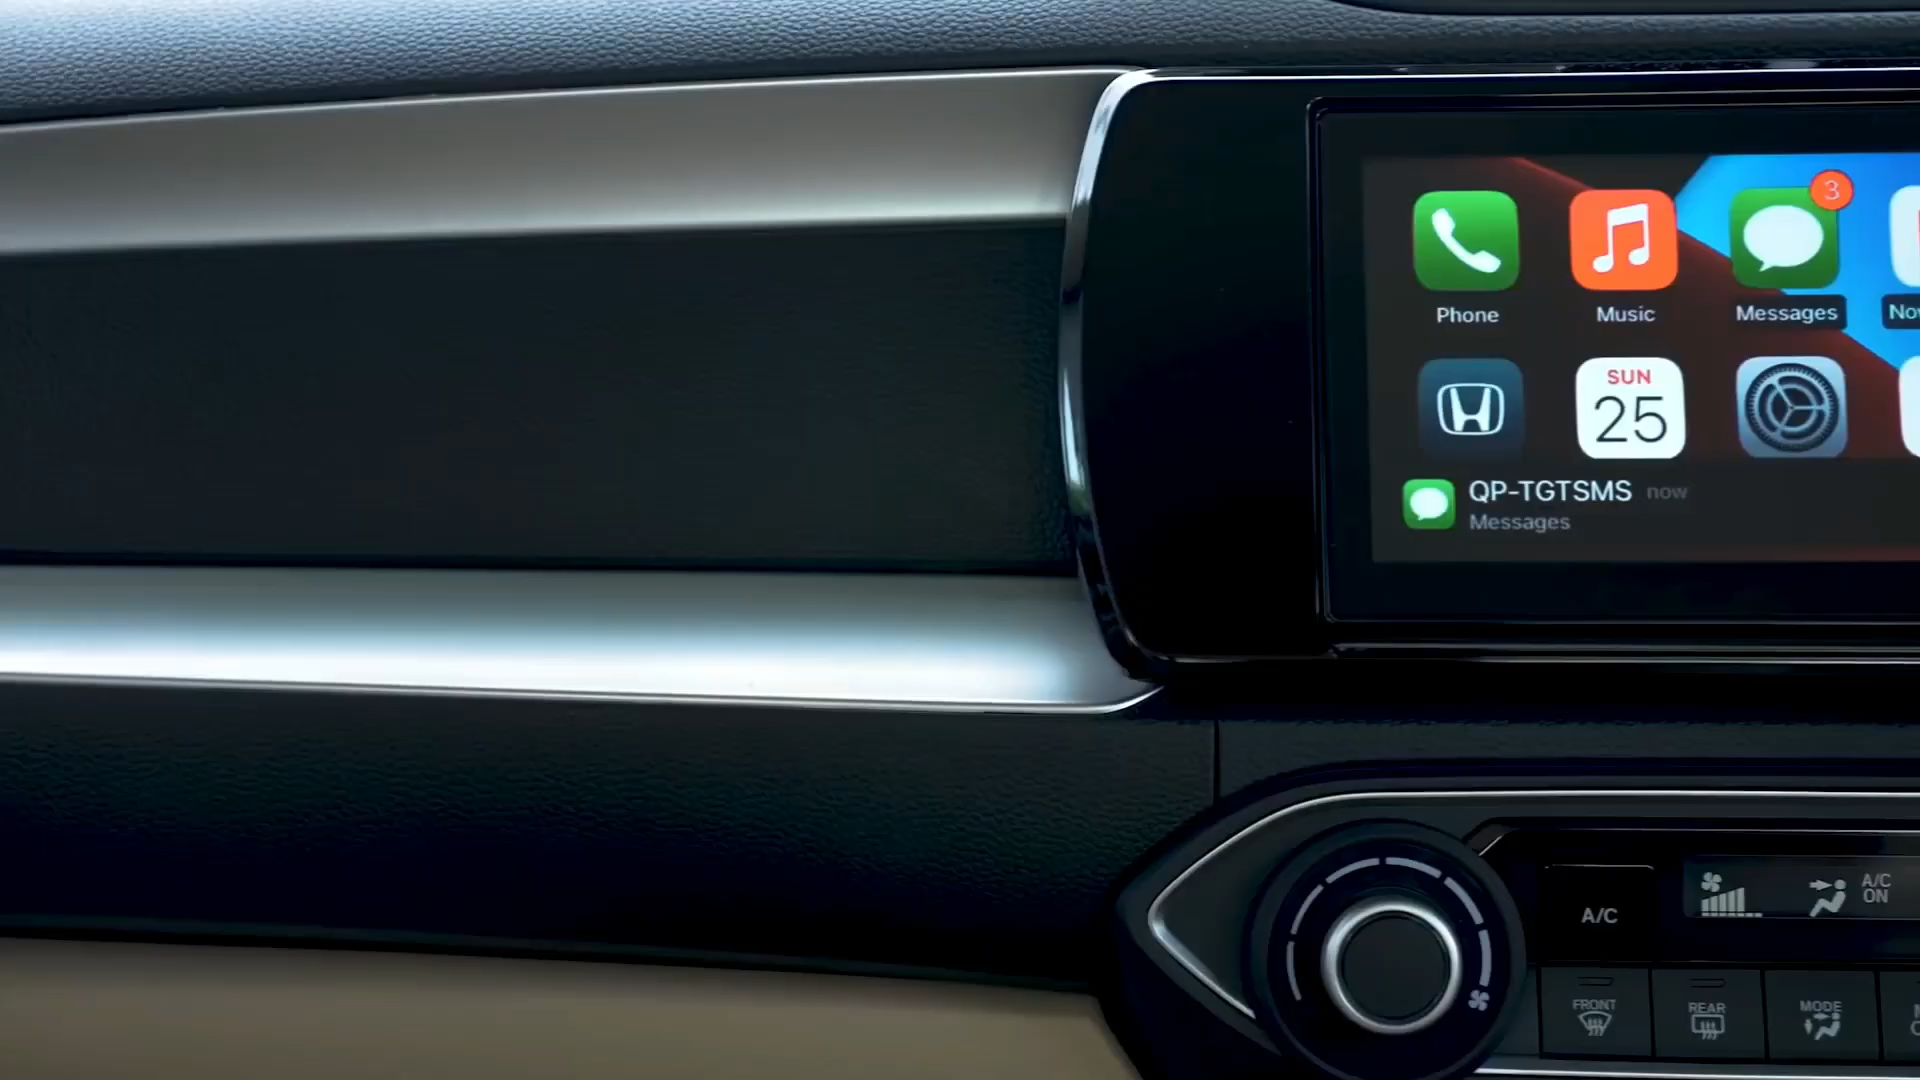 3
Phone
Music
Messages
SUN
25
QP-TGTSMS now
Messages
A/C
A/C
ON
FRONT
REAR
MODE